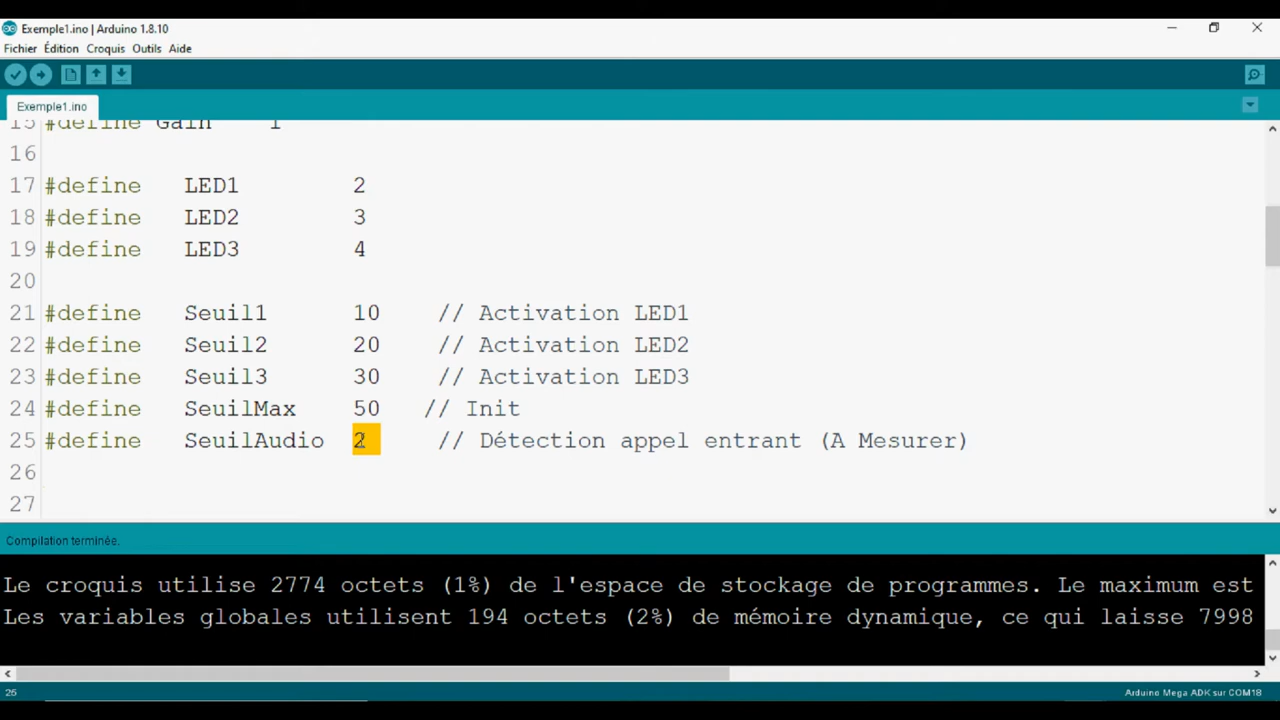 Exemple1.ino | Arduino 1.8.10
Fichier Édition Croquis Outils Aide
Exemple1.ino
15 #define Gain 1
16
17 #define LED1 2
18 #define LED2 3
19 #define LED3 4
20
21 #define Seuil1 10 // Activation LED1
22 #define Seuil2 20 // Activation LED2
23 #define Seuil3 30 // Activation LED3
24 #define SeuilMax 50 // Init
25 #define SeuilAudio 2 // Détection appel entrant (A Mesurer)
26
27
Compilation terminée.
Le croquis utilise 2774 octets (1%) de l'espace de stockage de programmes. Le maximum est
Les variables globales utilisent 194 octets (2%) de mémoire dynamique, ce qui laisse 7998
26 Arduino Mega ADK sur COM18